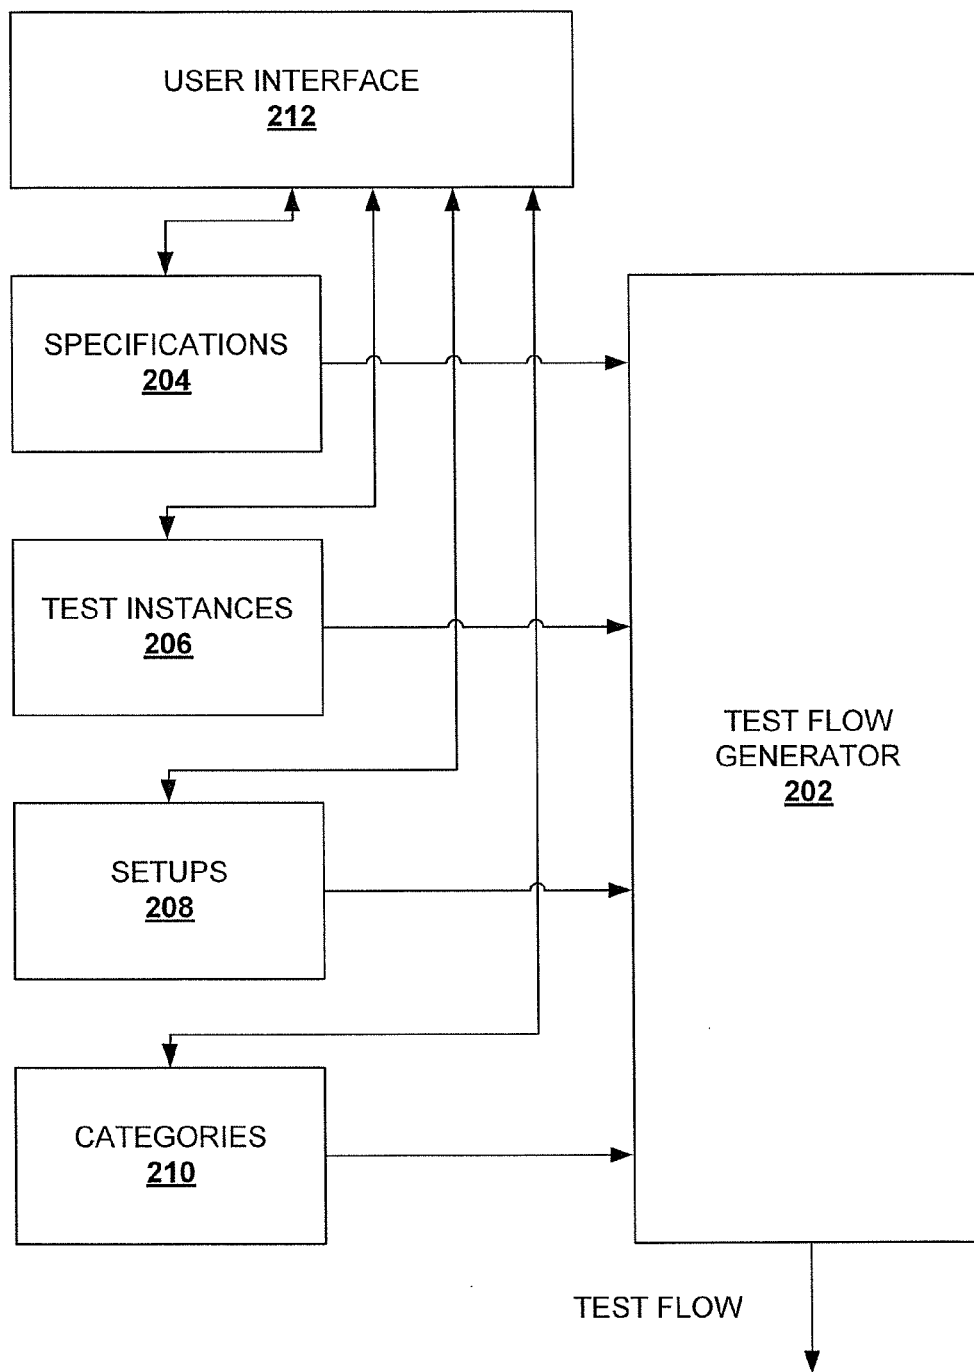 USER INTERFACE
212
SPECIFICATIONS
204
TEST INSTANCES
206
TEST FLOW
GENERATOR
202
SETUPS
208
CATEGORIES
210
TEST FLOW